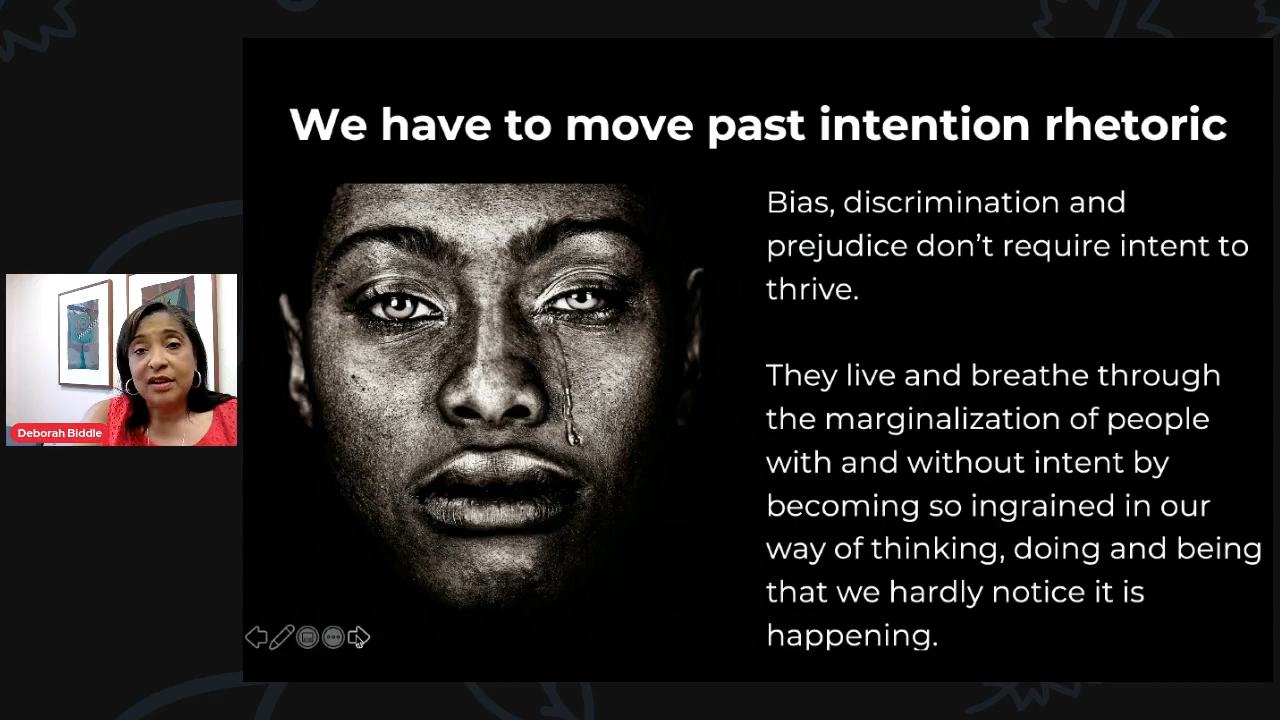 We have to move past intention rhetoric
Bias, discrimination and
prejudice don’t require intent to
thrive.
They live and breathe through
the marginalization of people
with and without intent by
becoming so ingrained in our
way of thinking, doing and being
that we hardly notice it is
happening.
Deborah Biddle